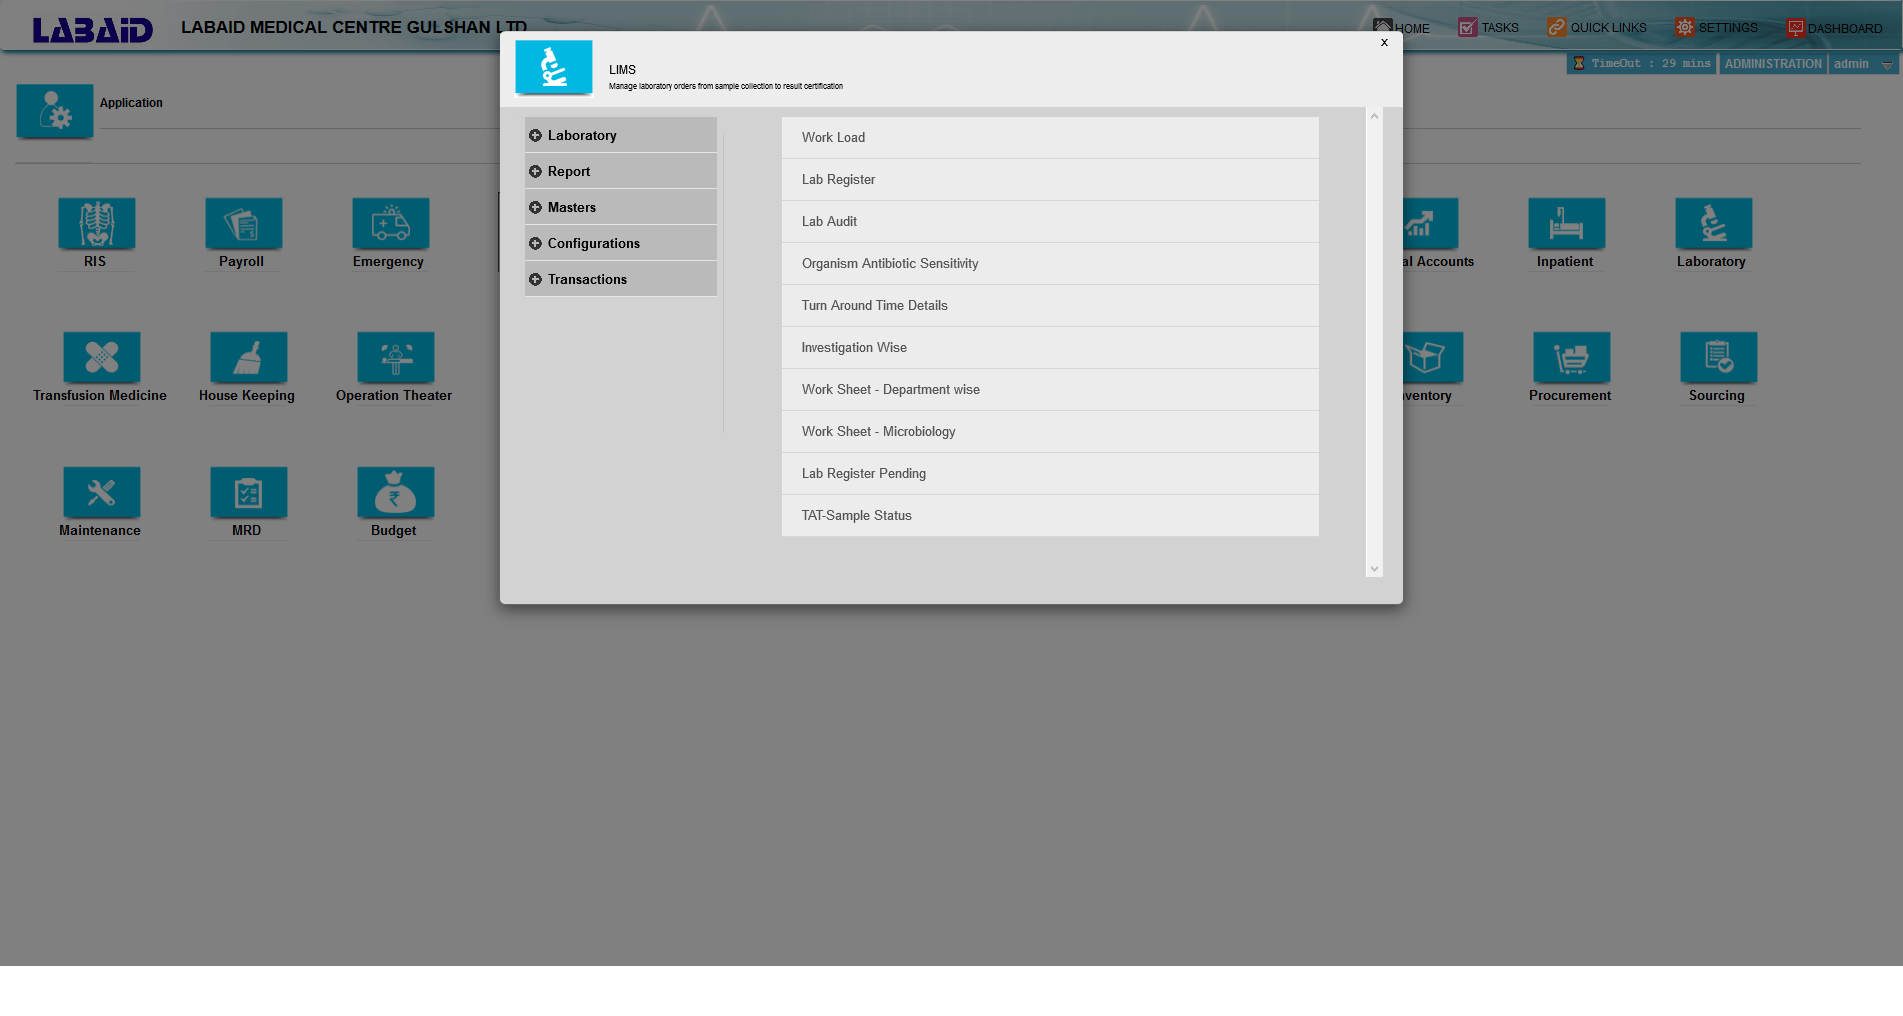 LABAID
LABAID MEDICAL CENTRE GULSHAN LTD
HOME
TASKS
QUICK LINKS
SETTINGS
DASHBOARD
TimeOut : 29 mins
ADMINISTRATION
admin
Application
x
LIMS
Manage laboratory orders from sample collection to result certification
Laboratory
Report
Masters
Configurations
Transactions
Work Load
Lab Register
Lab Audit
Organism Antibiotic Sensitivity
Turn Around Time Details
Investigation Wise
Work Sheet - Department wise
Work Sheet - Microbiology
Lab Register Pending
TAT-Sample Status
RIS
Payroll
Emergency
al Accounts
Inpatient
Laboratory
Transfusion Medicine
House Keeping
Operation Theater
ventory
Procurement
Sourcing
Maintenance
MRD
Budget